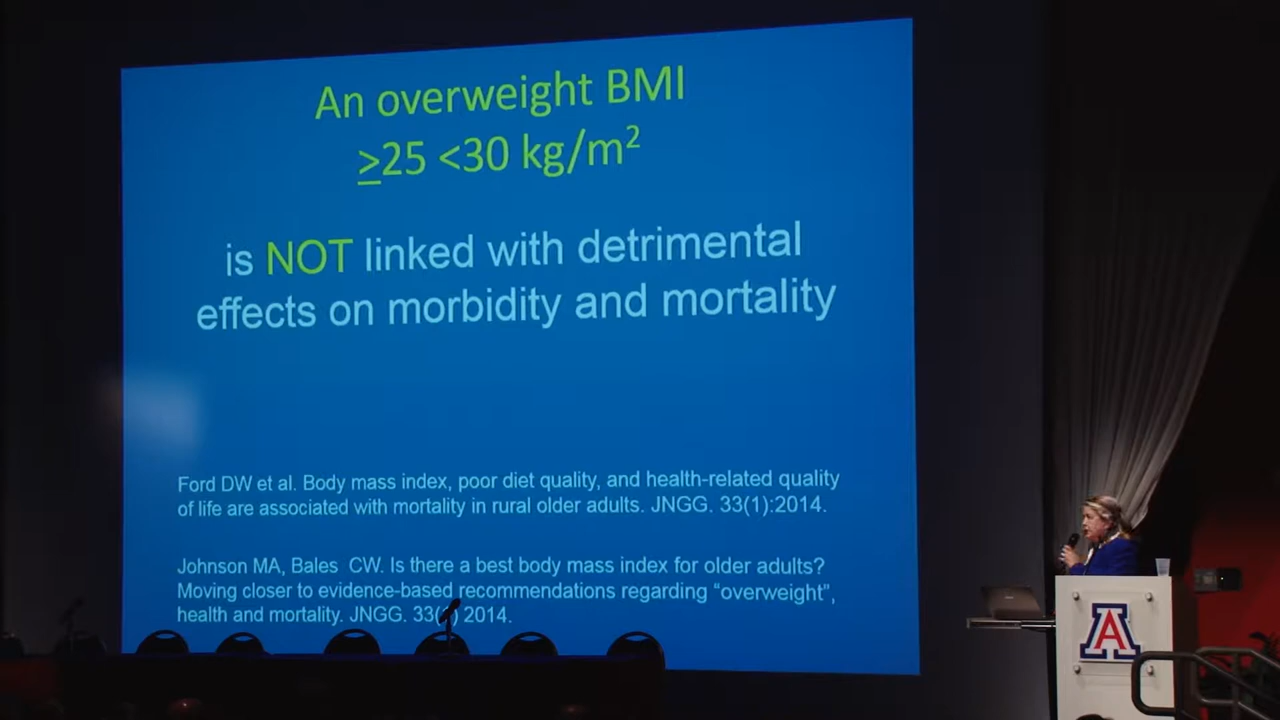 An overweight BMI
≥25 <30 kg/m²
is NOT linked with detrimental
effects on morbidity and mortality
Ford DW et al. Body mass index, poor diet quality, and health-related quality
of life are associated with mortality in rural older adults. JNGG. 33(1):2014.
Johnson MA, Bales CW. Is there a best body mass index for older adults?
Moving closer to evidence-based recommendations regarding “overweight”,
health and mortality. JNGG. 2014.
A